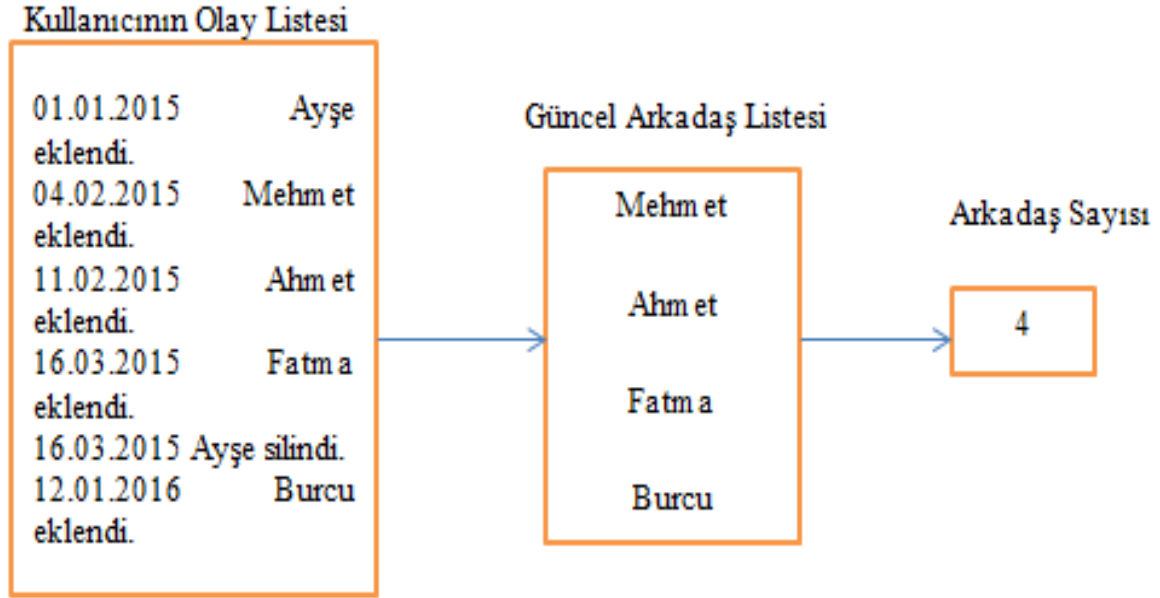 Kullanıcının Olay Listesi
01.01.2015 Ayşe
eklendi.
04.02.2015 Mehmet
eklendi.
11.02.2015 Ahmet
eklendi.
16.03.2015 Fatma
eklendi.
16.03.2015 Ayşe silindi.
12.01.2016 Burcu
eklendi.
Güncel Arkadaş Listesi
Mehmet
Ahmet
Fatma
Burcu
Arkadaş Sayısı
4